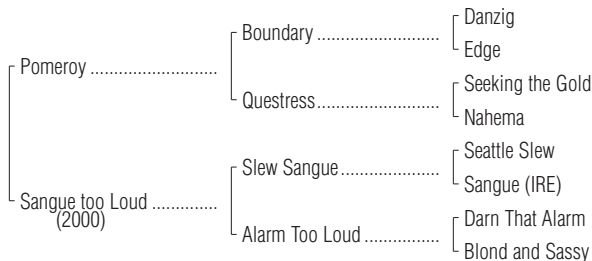 Boundary ........................... Danzig
Edge
Pomeroy ...........................
Questress........................... Seeking the Gold
Nahema
Slew Sangue..................... Seattle Slew
Sangue (IRE)
Sangue too Loud ..............
(2000)
Alarm Too Loud ................ Darn That Alarm
Blond and Sassy